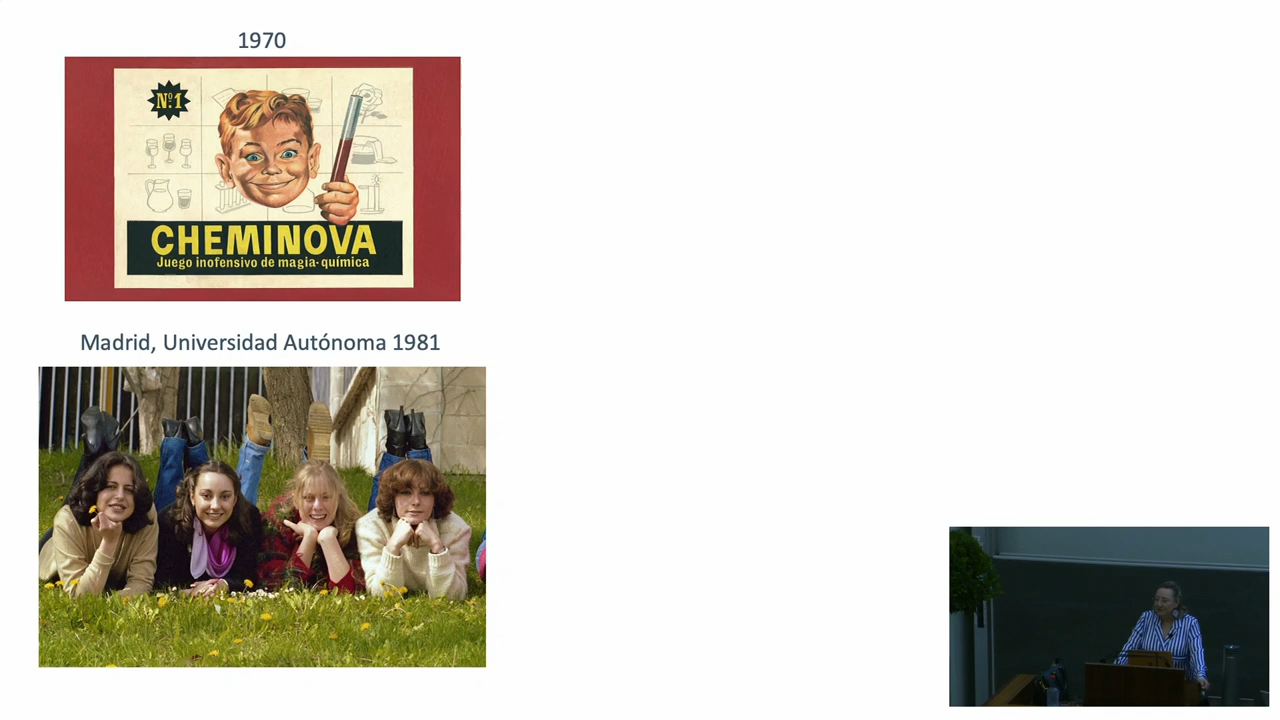 1970
Nº1
CHEMINOVA
Juego inofensivo de magia-química
Madrid, Universidad Autónoma 1981